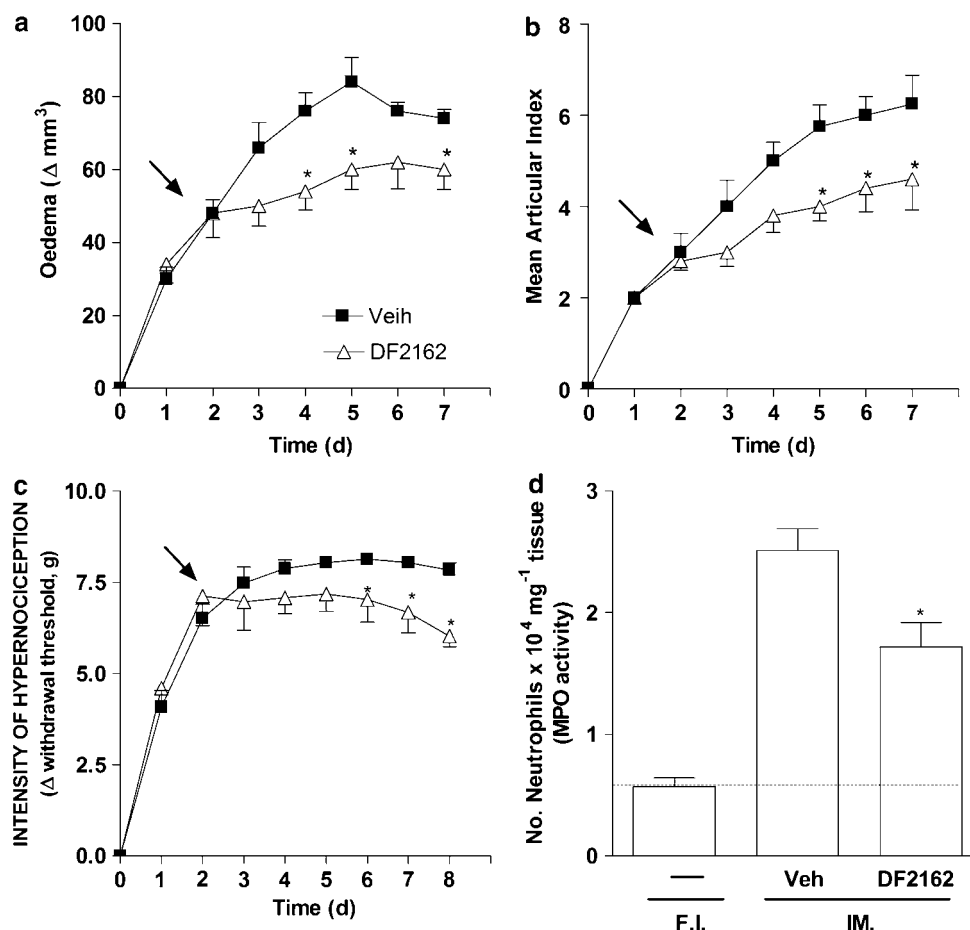 a
Oedema (Δ mm³)
100
80
60
40
20
0
Veih
DF2162
0 1 2 3 4 5 6 7
Time (d)
* * *
b
Mean Articular Index
8
6
4
2
0
0 1 2 3 4 5 6 7
Time (d)
* * *
c
INTENSITY OF HYPERNOCICEPTION
(Δ withdrawal threshold, g)
10.0
7.5
5.0
2.5
0.0
0 1 2 3 4 5 6 7 8
Time (d)
* * *
d
No. Neutrophils x 10⁴ mg⁻¹ tissue
(MPO activity)
3
2
1
0
*
— Veh DF2162
F.I. IM.